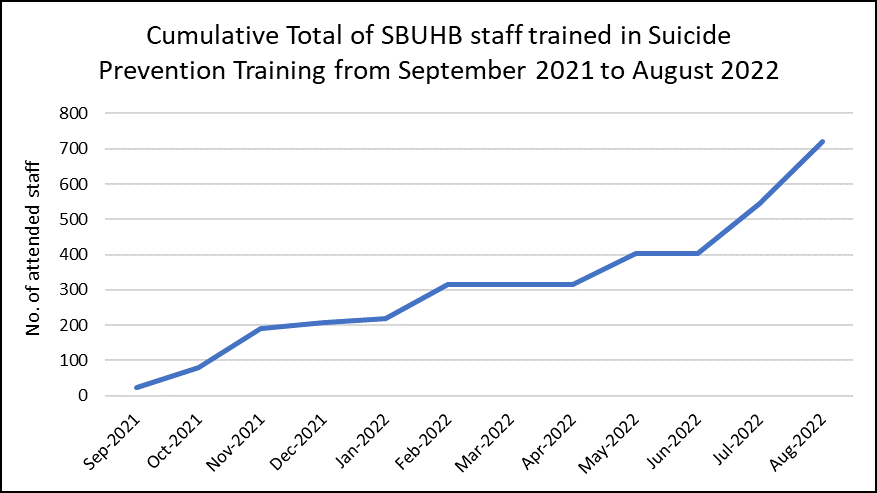 Cumulative Total of SBUHB staff trained in Suicide
Prevention Training from September 2021 to August 2022
No. of attended staff
800
700
600
500
400
300
200
100
0
Sep-2021
Oct-2021
Nov-2021
Dec-2021
Jan-2022
Feb-2022
Mar-2022
Apr-2022
May-2022
Jun-2022
Jul-2022
Aug-2022